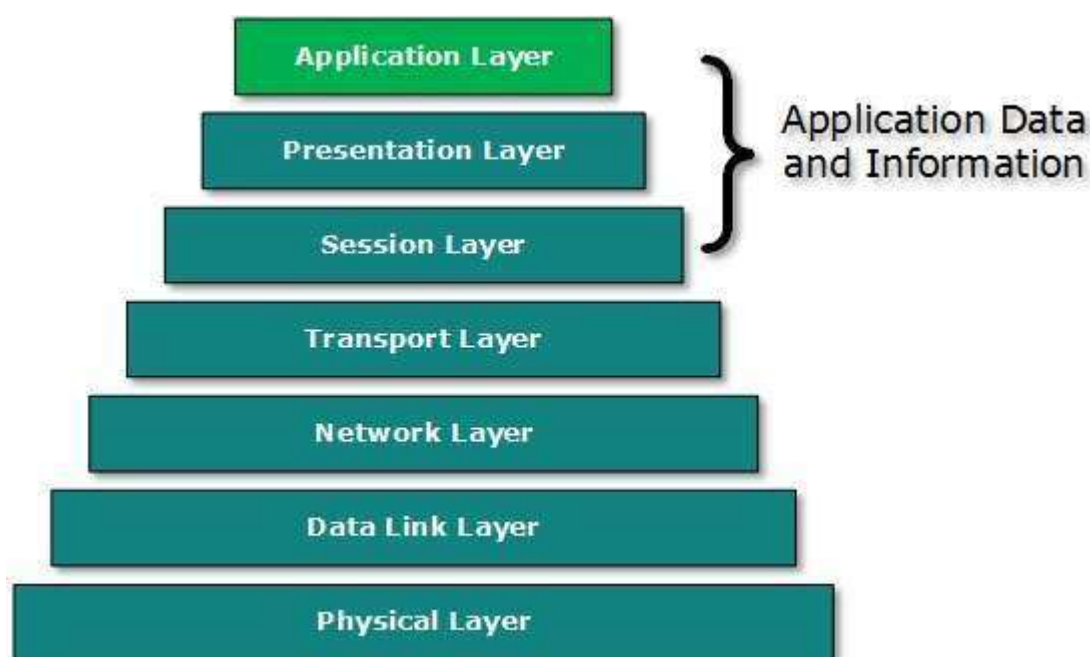 Application Layer
Presentation Layer
Session Layer
Transport Layer
Network Layer
Data Link Layer
Physical Layer
Application Data
and Information